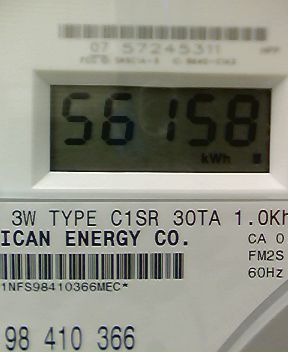 07 57245311
56158
kWh
3W TYPE C1SR 30TA 1.0Kh
ICAN ENERGY CO.
CA 0
FM2S
60Hz
1NFS98410366MEC*
98 410 366